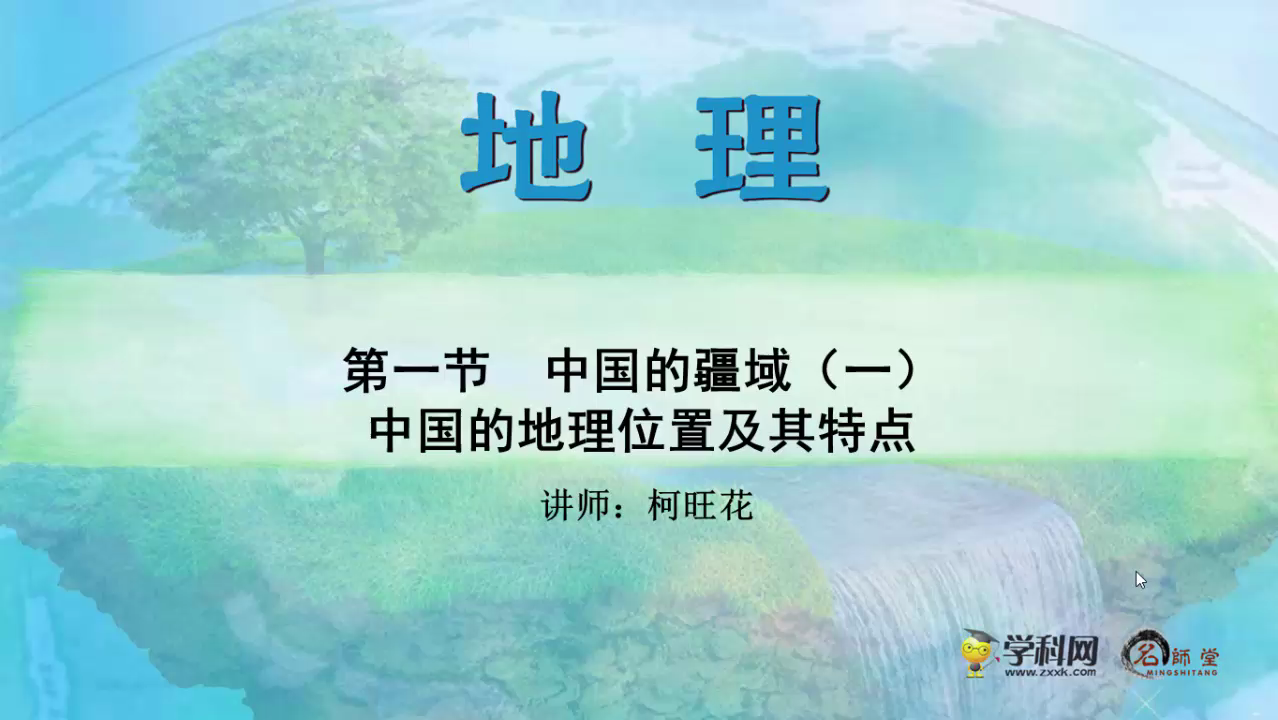 地 理
第一节 中国的疆域（一）
中国的地理位置及其特点
讲师：柯旺花
学科网
www.zxxk.com
名師堂
MINGSHITANG